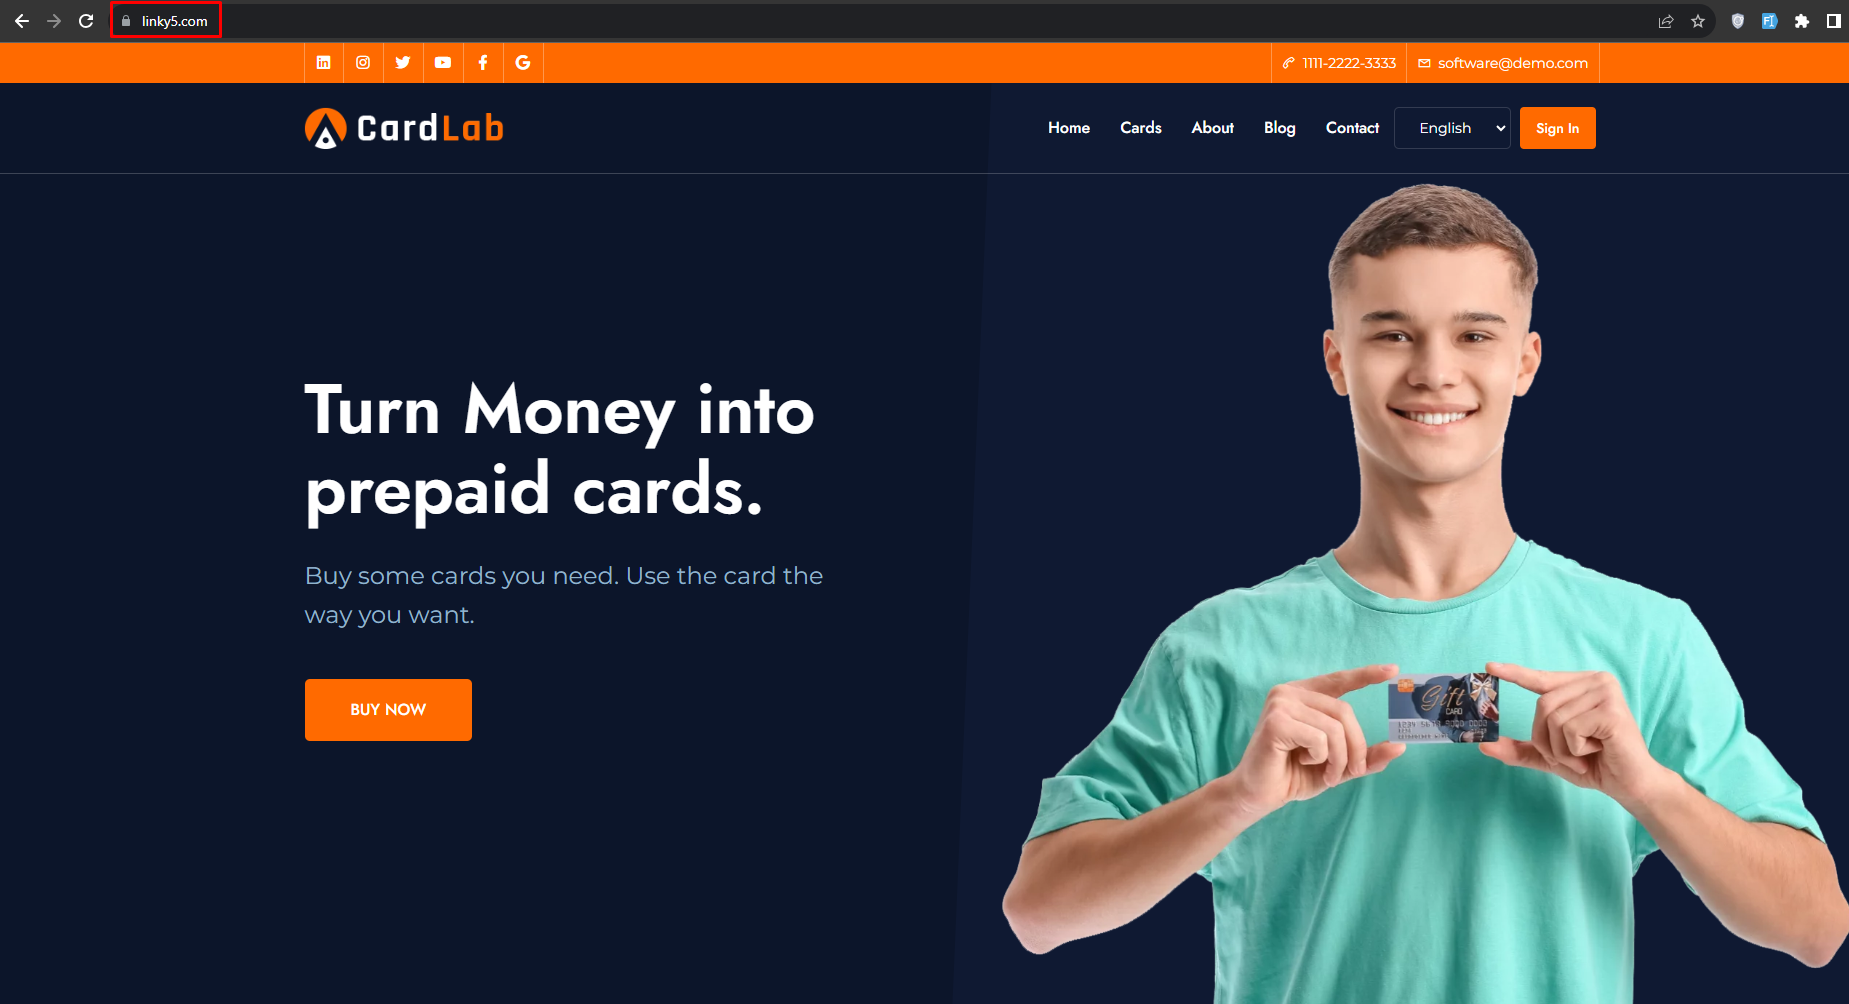 linky5.com
1111-2222-3333
software@demo.com
CardLab
Home
Cards
About
Blog
Contact
English
Sign In
Turn Money into
prepaid cards.
Buy some cards you need. Use the card the
way you want.
BUY NOW
Gift
CARD